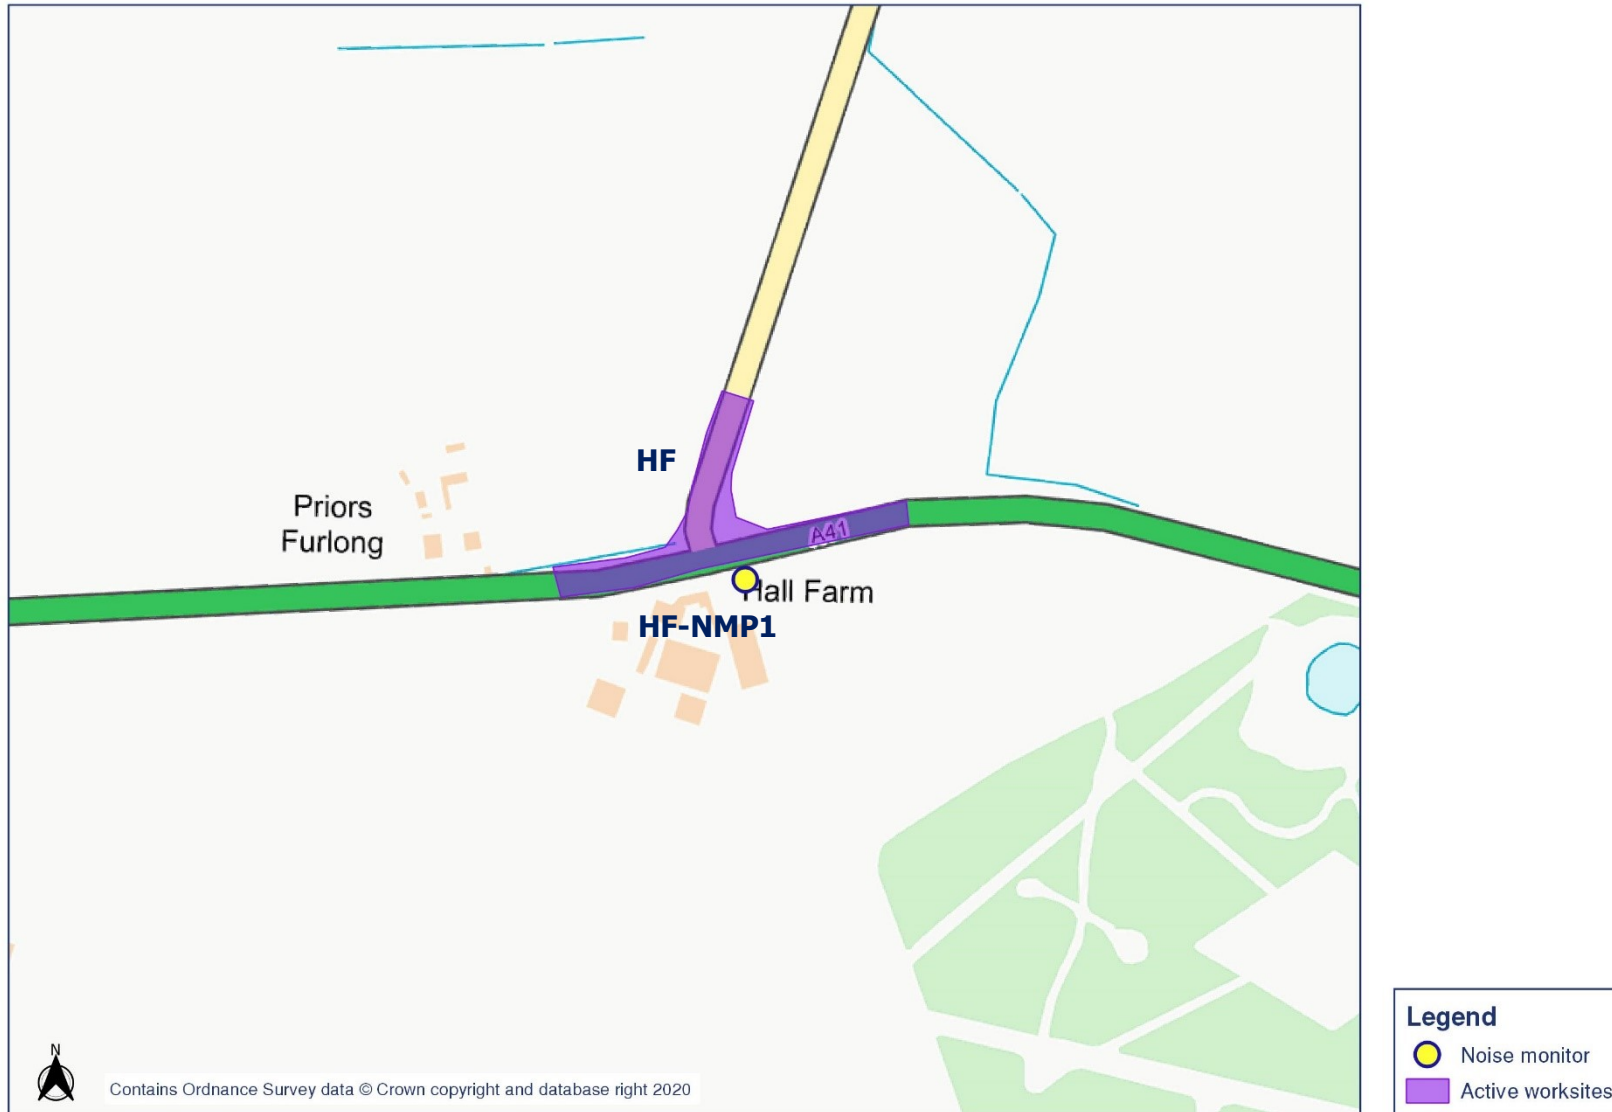 HF
Priors
Furlong
A41
Hall Farm
HF-NMP1
N
Contains Ordnance Survey data © Crown copyright and database right 2020
Legend
Noise monitor
Active worksites